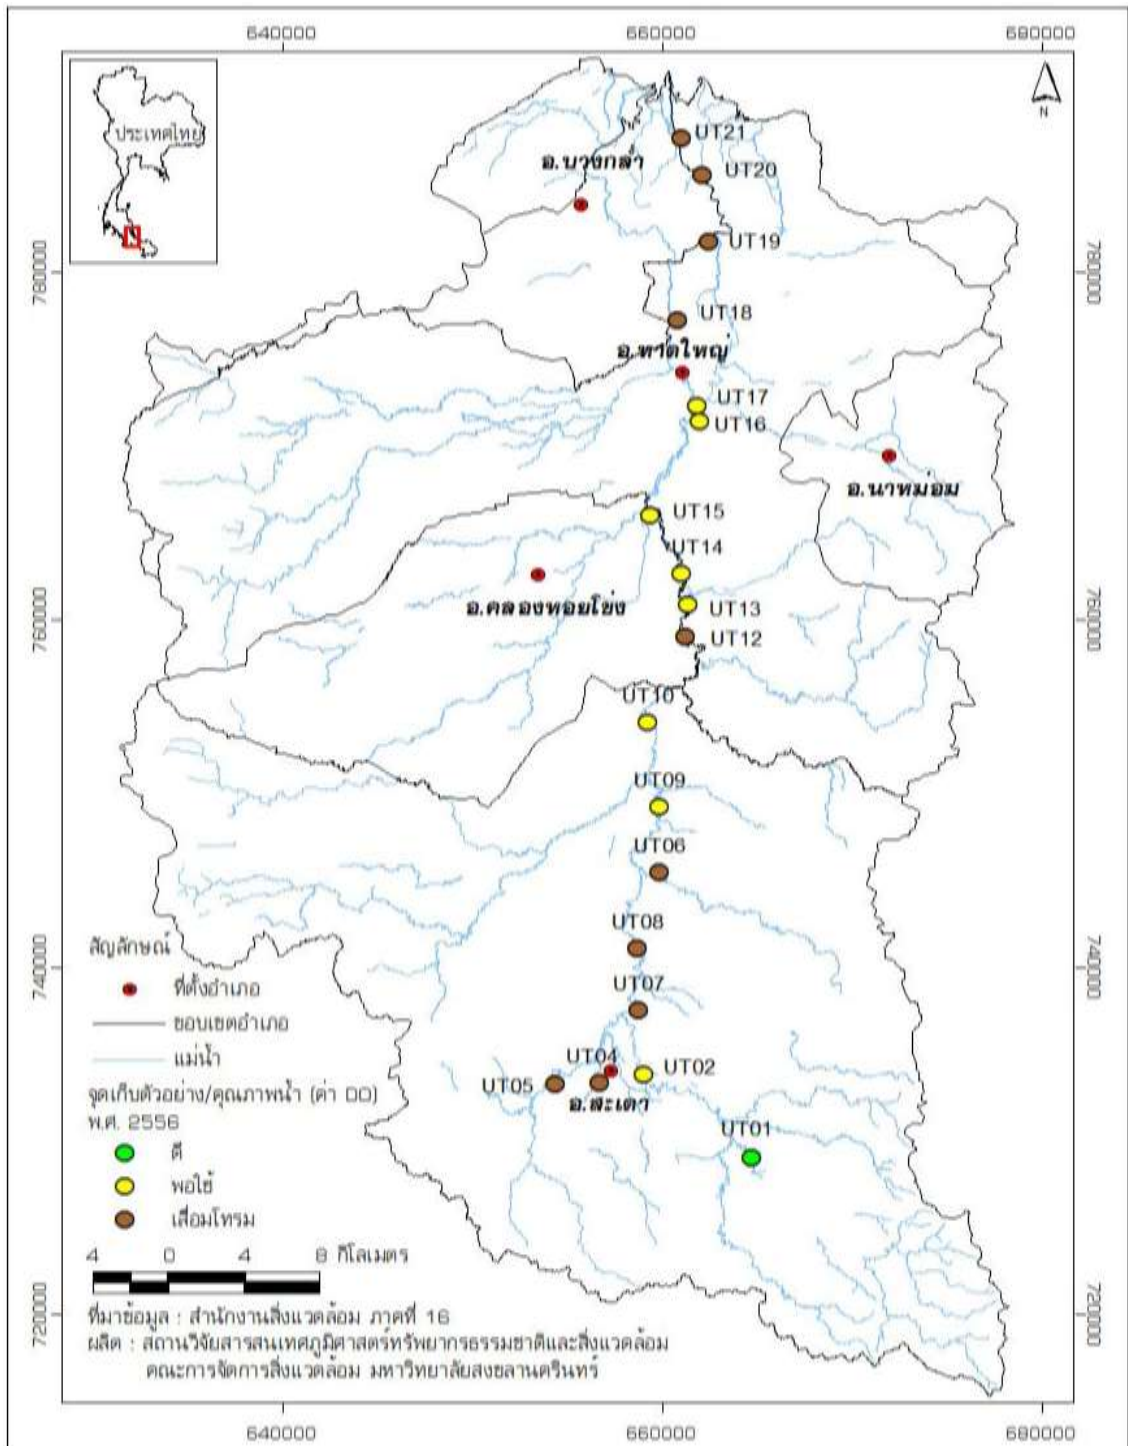 640000
660000
680000
ประเทศไทย
N
UT21
อ.บางกล่ำ
UT20
UT19
780000
780000
UT18
อ.หาดใหญ่
UT17
UT16
อ.นาหม่อม
UT15
UT14
อ.คลองหอยโข่ง
UT13
760000
760000
UT12
UT10
UT09
UT06
UT08
สัญลักษณ์
740000
740000
ที่ตั้งอำเภอ
UT07
ขอบเขตอำเภอ
แม่น้ำ
UT04
UT02
UT05
จุดเก็บตัวอย่าง/คุณภาพน้ำ (ค่า DO)
อ.สะเดา
พ.ศ. 2556
UT01
ดี
พอใช้
เสื่อมโทรม
4 0 4 8 กิโลเมตร
720000
720000
ที่มาข้อมูล : สำนักงานสิ่งแวดล้อม ภาคที่ 16
ผลิต : สถานวิจัยสารสนเทศภูมิศาสตร์ทรัพยากรธรรมชาติและสิ่งแวดล้อม
คณะการจัดการสิ่งแวดล้อม มหาวิทยาลัยสงขลานครินทร์
640000
660000
680000